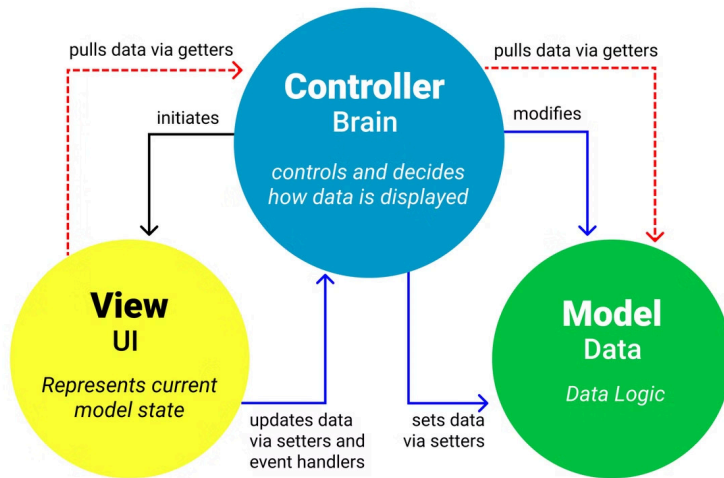 pulls data via getters
pulls data via getters
Controller
Brain
controls and decides
how data is displayed
initiates
modifies
View
UI
Represents current
model state
Model
Data
Data Logic
updates data
via setters and
event handlers
sets data
via setters